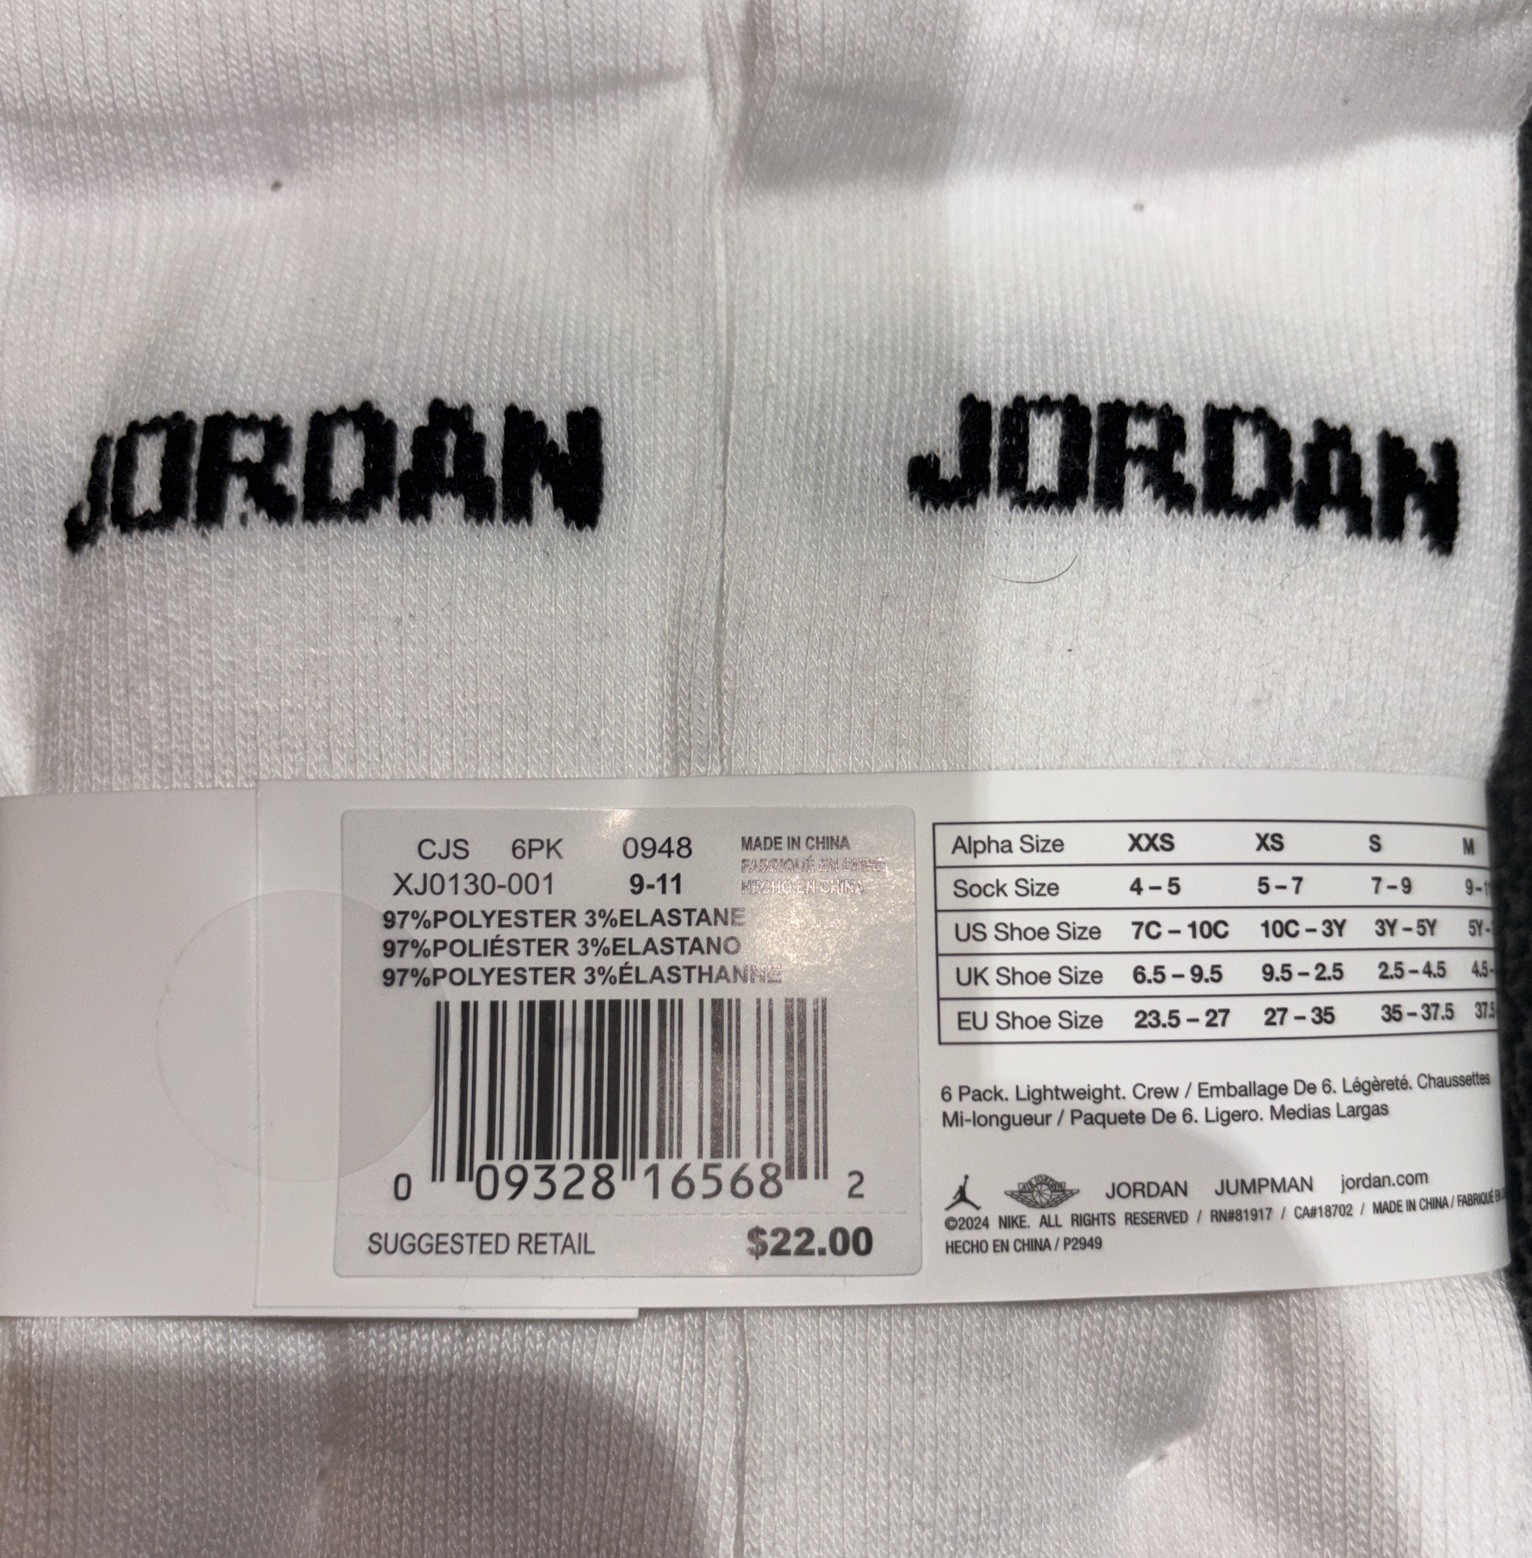 JORDAN JORDAN
CJS 6PK 0948
XJ0130-001 9-11
MADE IN CHINA
FABRIQUÉ EN CHINE
HECHO EN CHINA
97%POLYESTER 3%ELASTANE
97%POLIÉSTER 3%ELASTANO
97%POLYESTER 3%ÉLASTHANNE
0 09328 16568 2
SUGGESTED RETAIL $22.00
Alpha Size XXS XS S M
Sock Size 4 – 5 5 – 7 7 – 9
US Shoe Size 7C – 10C 10C – 3Y 3Y – 5Y
UK Shoe Size 6.5 – 9.5 9.5 – 2.5 2.5 – 4.5
EU Shoe Size 23.5 – 27 27 – 35 35 – 37.5
6 Pack. Lightweight. Crew / Emballage De 6. Légèreté. Chaussettes
Mi-longueur / Paquete De 6. Ligero. Medias Largas
JORDAN JUMPMAN jordan.com
©2024 NIKE. ALL RIGHTS RESERVED / RN#81917 / CA#18702 / MADE IN CHINA / FABRIQUÉ
HECHO EN CHINA / P2949